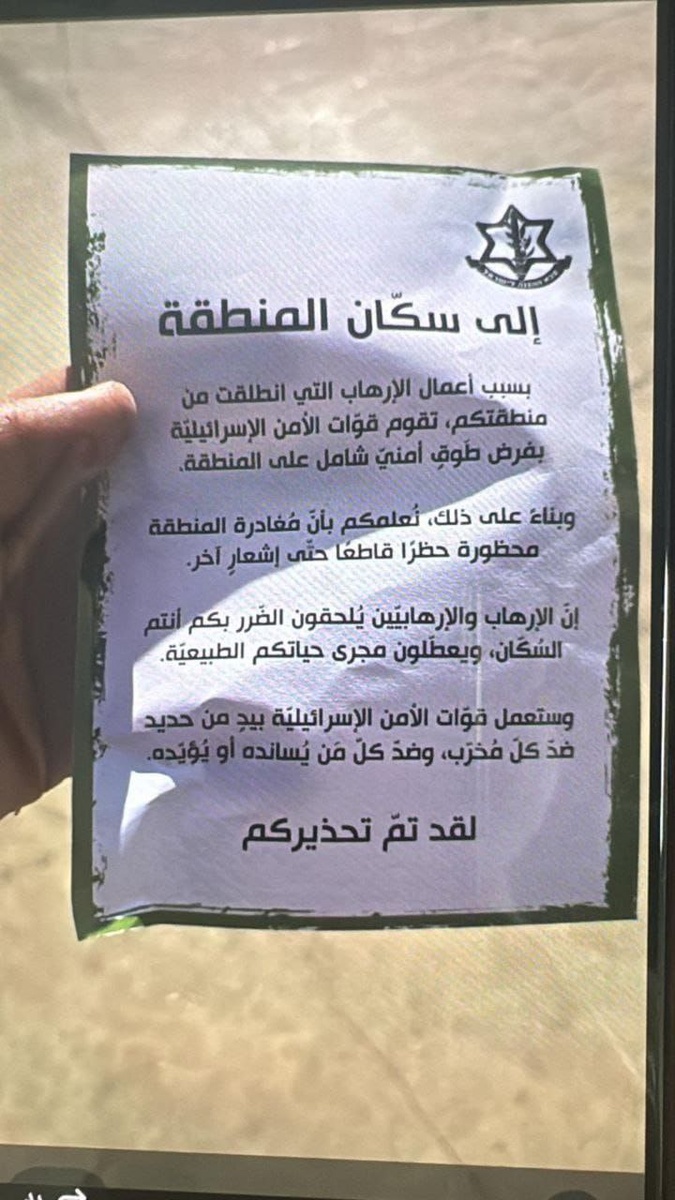 إلى سكّان المنطقة
بسبب أعمال الإرهاب التي انطلقت من
منطقتكم، تقوم قوّات الأمن الإسرائيليّة
بفرض طَوقٍ أمنيّ شامل على المنطقة.
وبناءً على ذلك، نُعلمكم بأنّ مُغادرة المنطقة
محظورة حظرًا قاطعًا حتّى إشعارٍ آخر.
إنّ الإرهاب والإرهابيّين يُلحقون الضّرر بكم أنتم
السُّكّان، ويعطّلون مجرى حياتكم الطبيعيّة.
وستعمل قوّات الأمن الإسرائيليّة بيدٍ من حديد
ضدّ كلّ مُخرّب، وضدّ كلّ مَن يُسانده أو يُؤيّده.
لقد تمّ تحذيركم